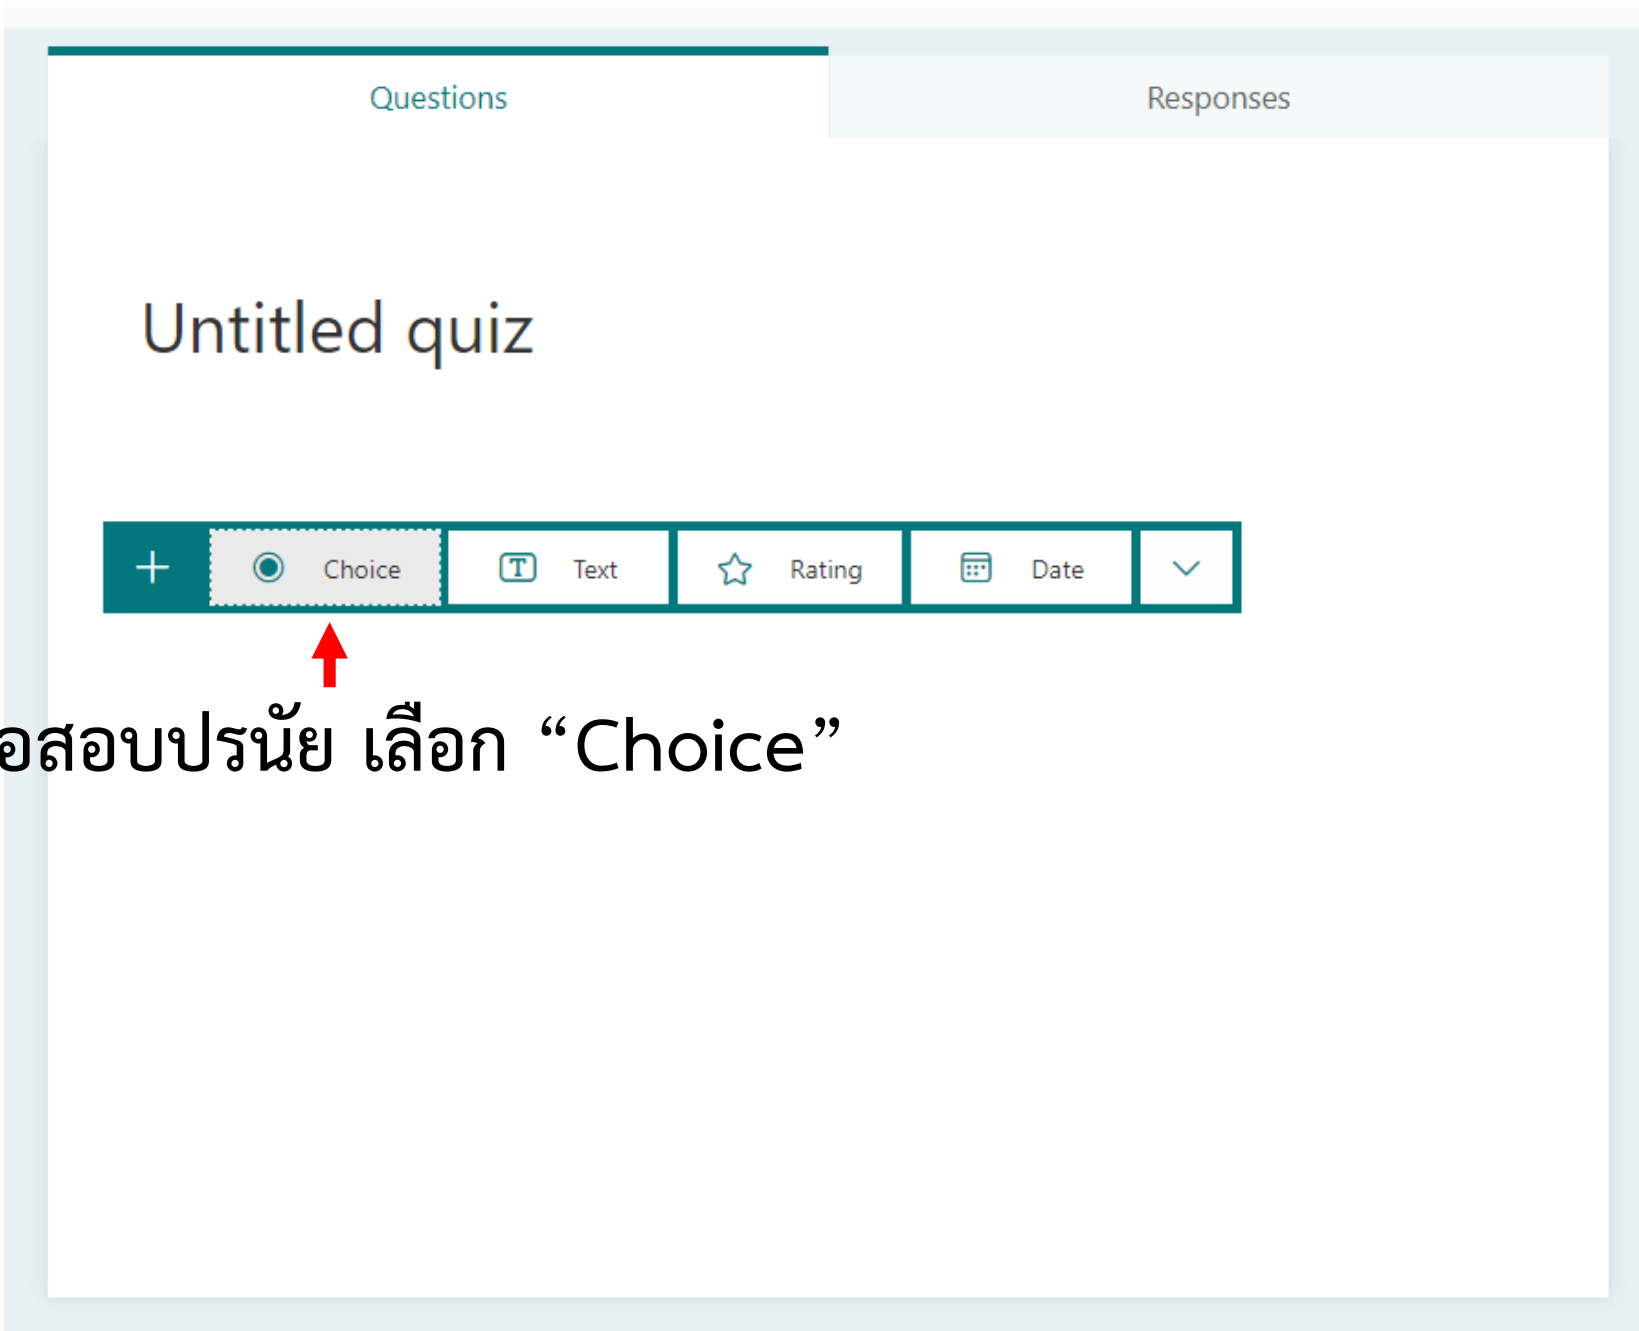 Questions
Responses
Untitled quiz
Choice
Text
Rating
Date
อสอบปรนัย เลือก “Choice”